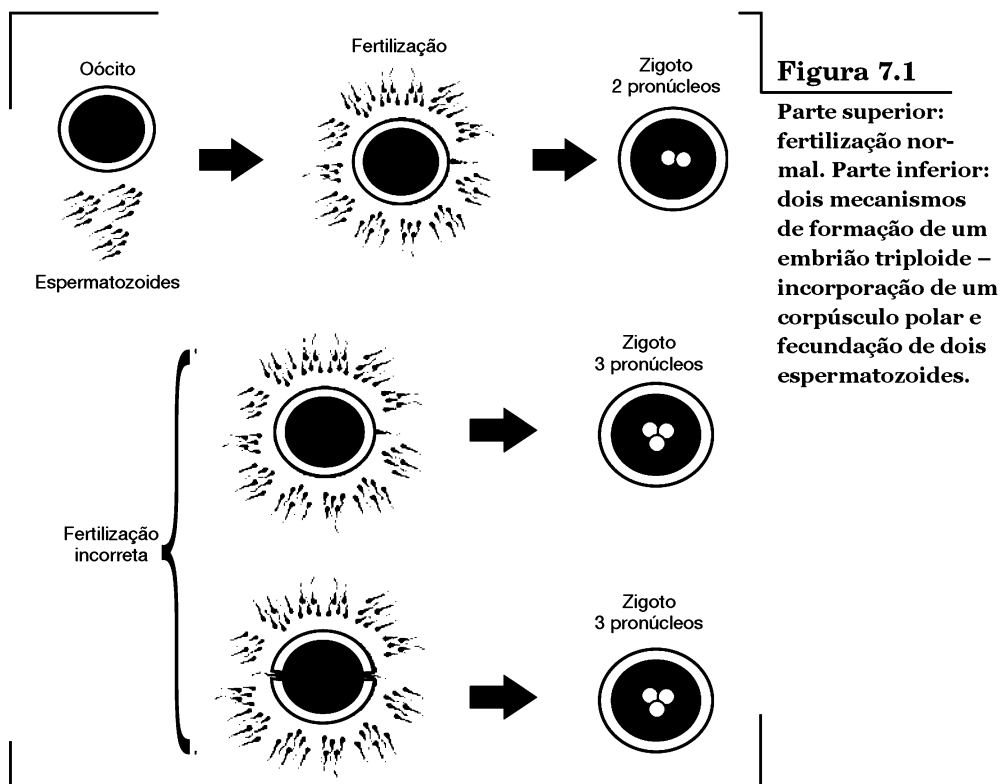 Oócito
Espermatozoides
Fertilização
Zigoto
2 pronúcleos
Fertilização
incorreta
Zigoto
3 pronúcleos
Zigoto
3 pronúcleos
Figura 7.1
Parte superior:
fertilização nor-
mal. Parte inferior:
dois mecanismos
de formação de um
embrião triploide –
incorporação de um
corpúsculo polar e
fecundação de dois
espermatozoides.